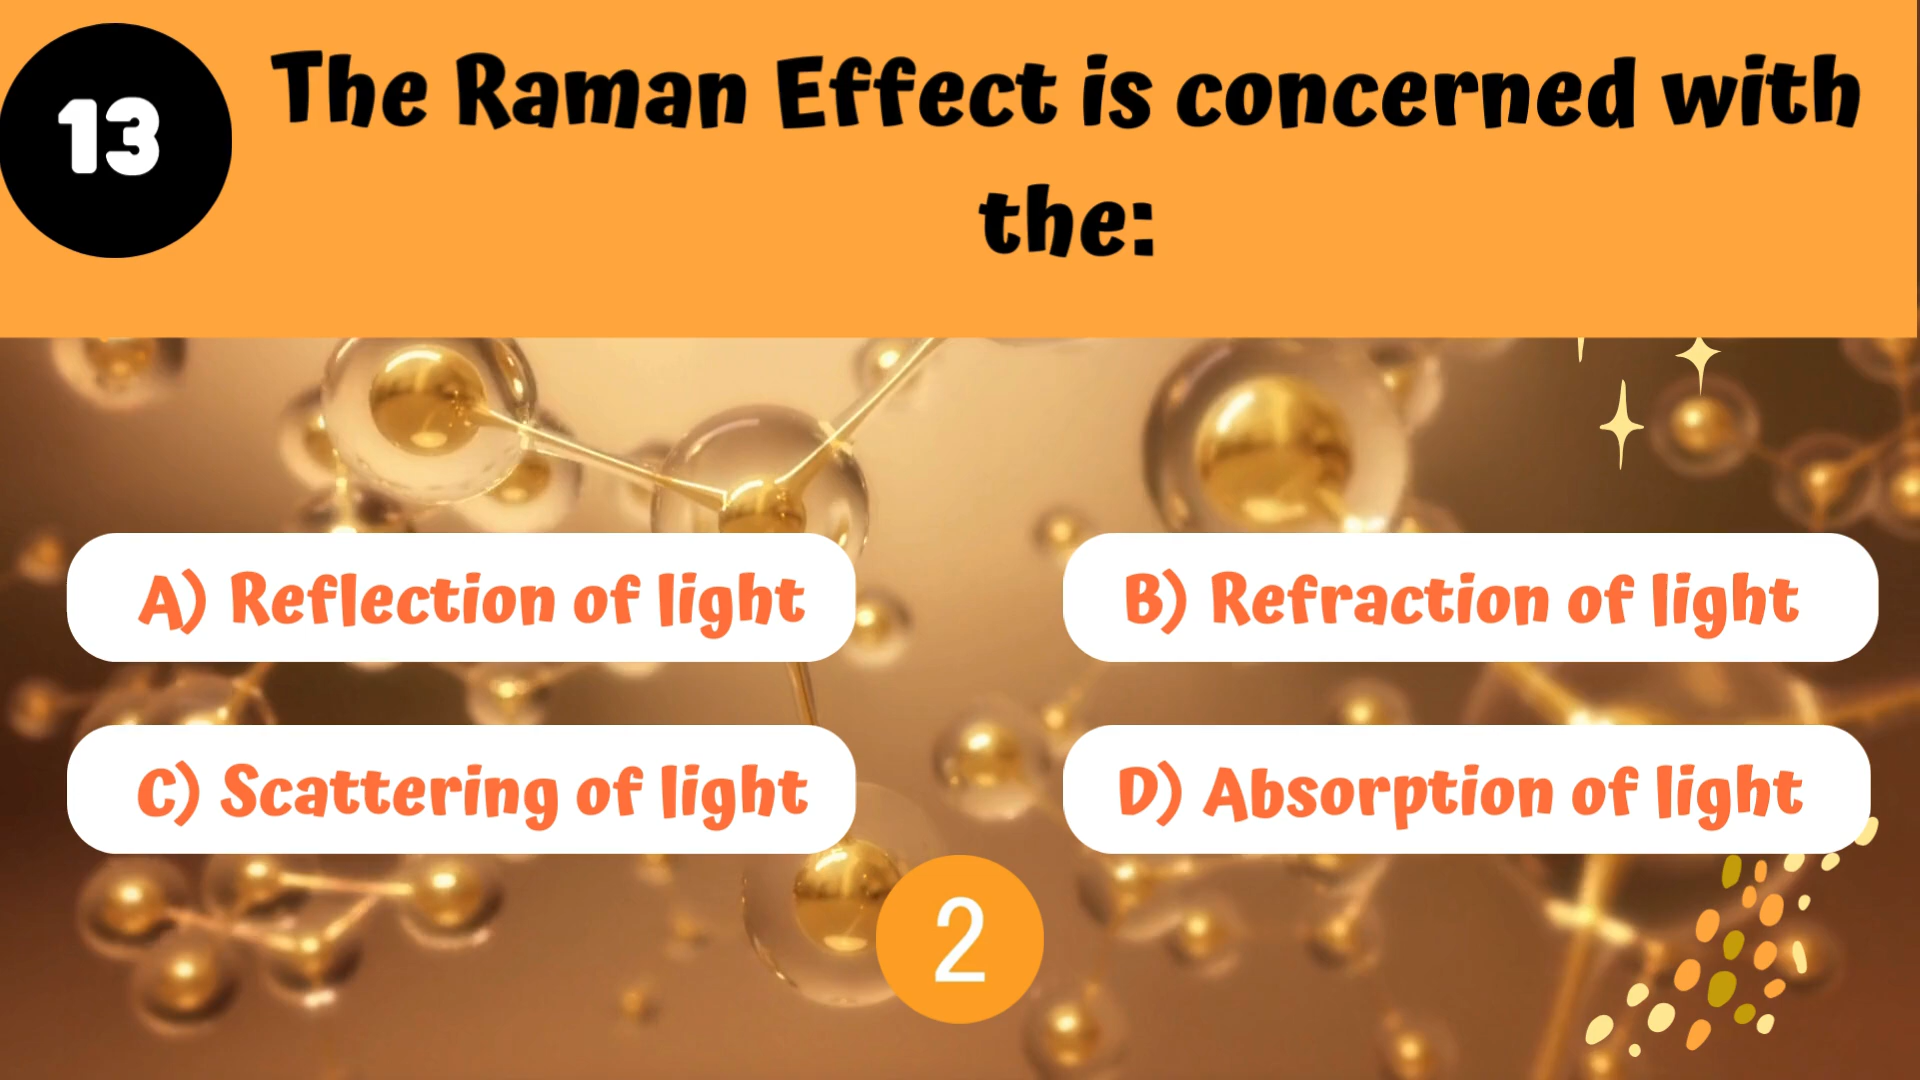 13
The Raman Effect is concerned with
the:
A) Reflection of light
B) Refraction of light
C) Scattering of light
D) Absorption of light
2